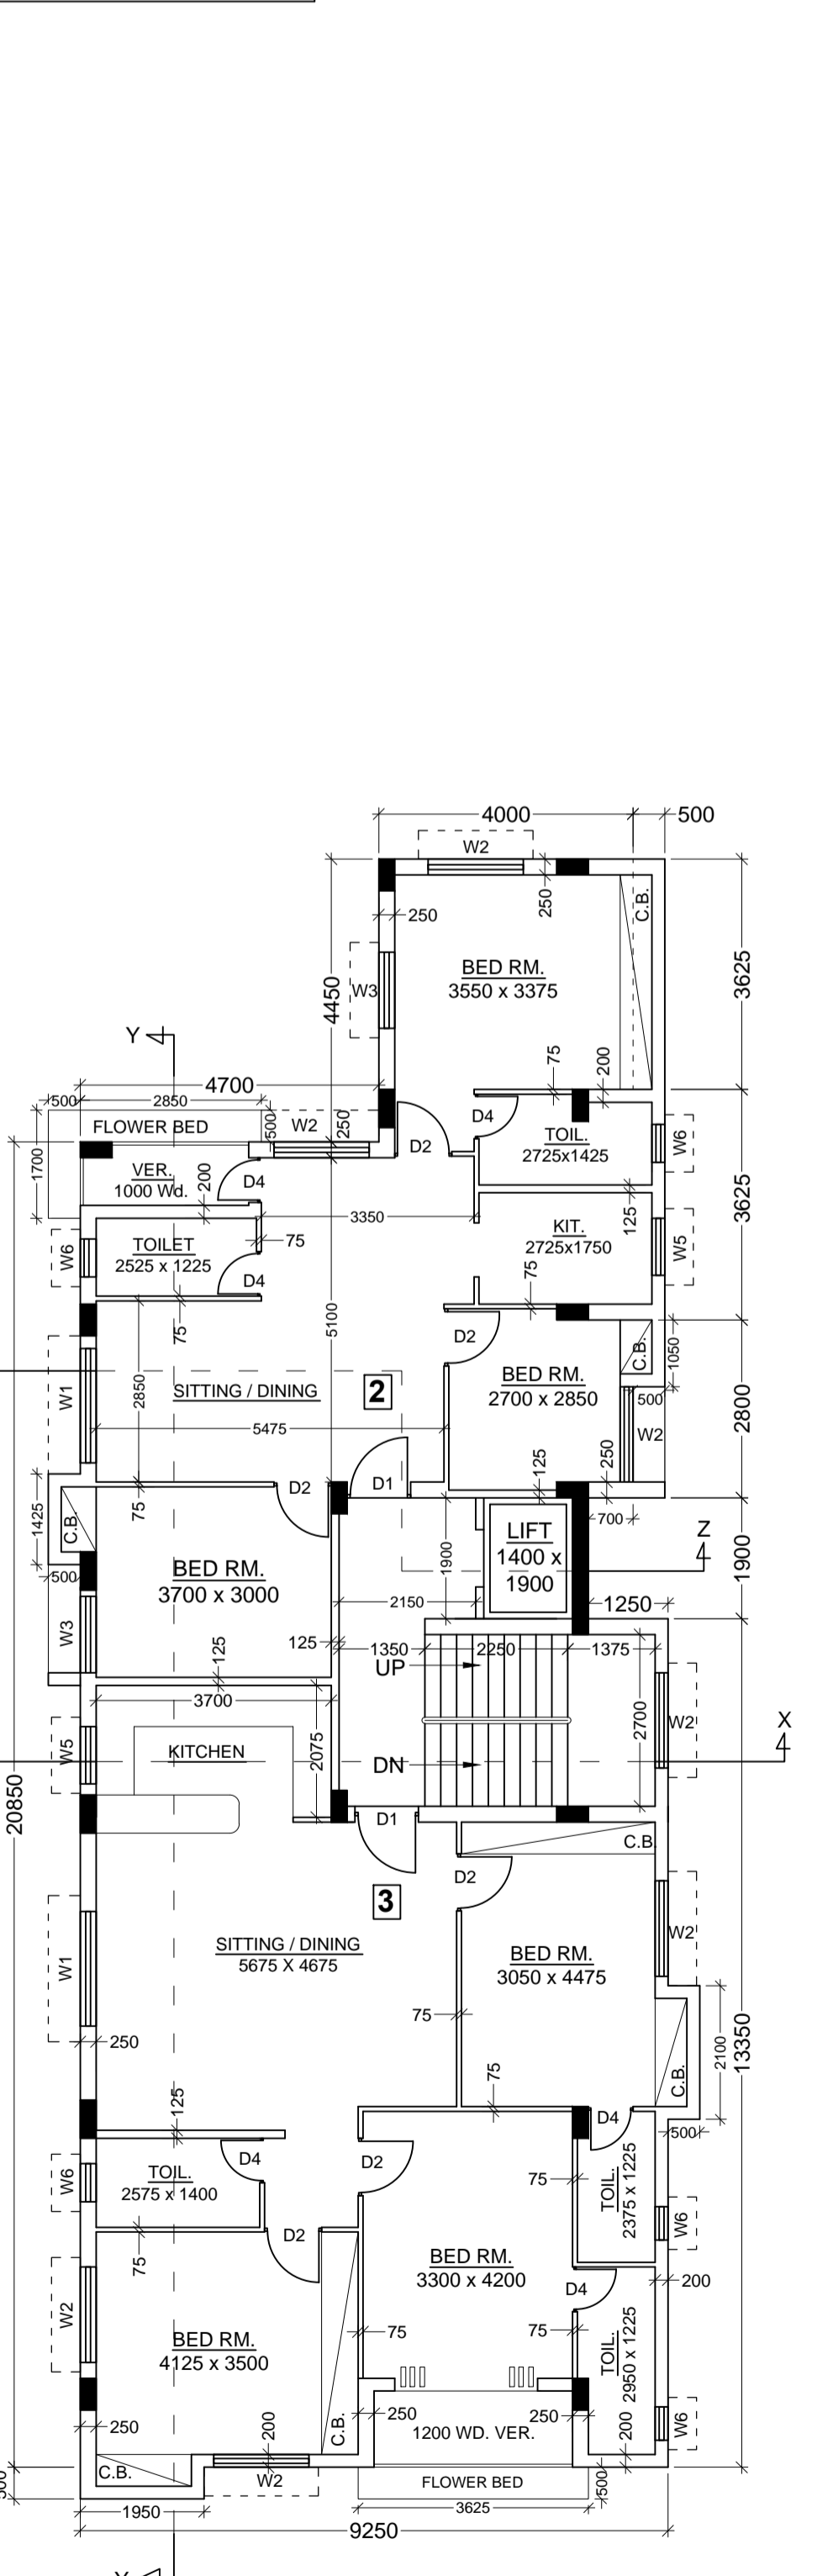 4000
500
W2
250
C.B.
250
BED RM.
3550 x 3375
W3
4450
3625
Y
75
200
4700
500
2850
FLOWER BED
500
W2
250
D4
D2
TOIL.
2725x1425
W6
1700
VER.
1000 Wd.
200
D4
3350
125
3625
KIT.
2725x1750
W5
W6
TOILET
2525 x 1225
75
D4
75
75
5100
D2
C.B.
1050
BED RM.
2700 x 2850
2800
W1
2850
SITTING / DINING
2
500
W2
5475
250
125
D2
D1
75
1425
C.B.
700
LIFT
1400 x
1900
Z
1900
1900
BED RM.
3700 x 3000
500
2150
1250
W3
125
125
1350
2250
1375
UP
3700
2700
W2
X
W5
KITCHEN
2075
DN
20850
D1
C.B.
D2
3
W2
SITTING / DINING
5675 X 4675
BED RM.
3050 x 4475
W1
75
250
2100
13350
C.B.
75
125
D4
500
D4
D2
W6
TOIL.
2575 x 1400
75
TOIL.
2375 x 1225
W6
D2
75
BED RM.
3300 x 4200
D4
200
W2
BED RM.
4125 x 3500
75
75
TOIL.
2950 x 1225
250
200
C.B.
250
1200 WD. VER.
250
200
W6
C.B.
W2
FLOWER BED
500
1950
3625
9250